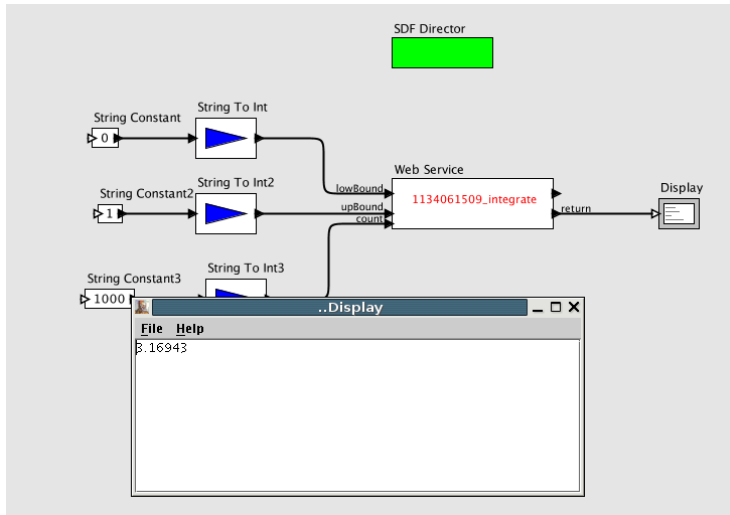 SDF Director
String Constant
String To Int
0
Web Service
String Constant2
String To Int2
lowBound
1134061509_integrate
Display
1
upBound
return
count
String Constant3
String To Int3
1000
..Display
File Help
3.16943